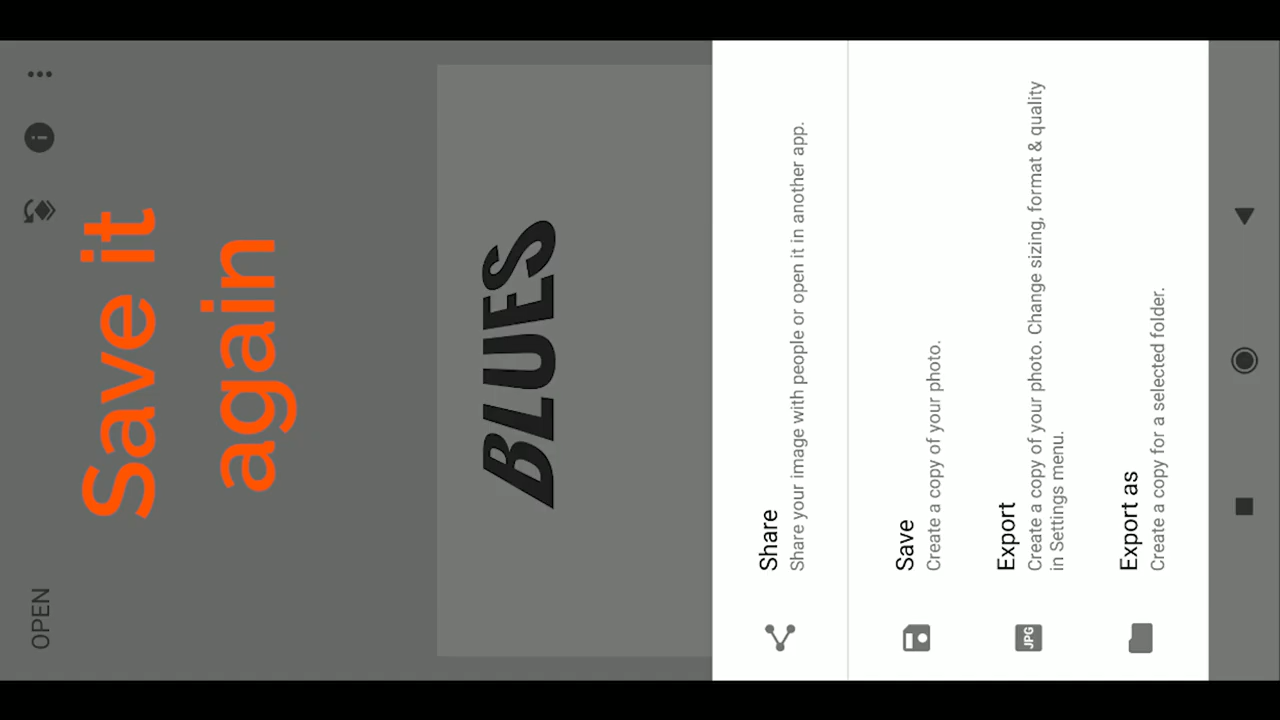 OPEN
Save it
again
BLUES
Share
Share your image with people or open it in another app.
Save
Create a copy of your photo.
Export
Create a copy of your photo. Change sizing, format & quality
in Settings menu.
JPG
Export as
Create a copy for a selected folder.